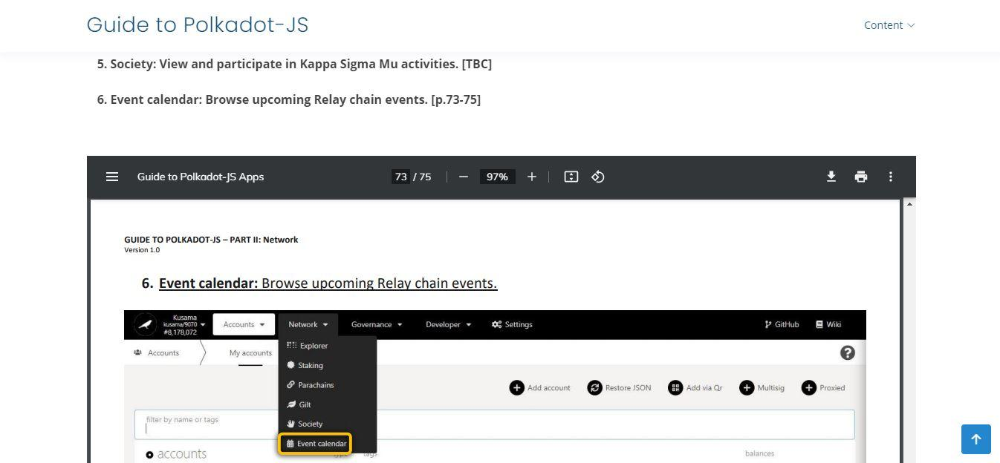 Guide to Polkadot-JS
Content
5. Society: View and participate in Kappa Sigma Mu activities. [TBC]
6. Event calendar: Browse upcoming Relay chain events. [p.73-75]
Guide to Polkadot-JS Apps
73 / 75
97%
GUIDE TO POLKADOT-JS – PART II: Network
Version 1.0
6. Event calendar: Browse upcoming Relay chain events.
Kusama
kusama/9070
#8,178,072
Accounts
Network
Governance
Developer
Settings
GitHub
Wiki
Accounts
My accounts
Explorer
Staking
Parachains
Gilt
Society
Event calendar
Add account
Restore JSON
Add via Qr
Multisig
Proxied
filter by name or tags
accounts
type
tags
balances